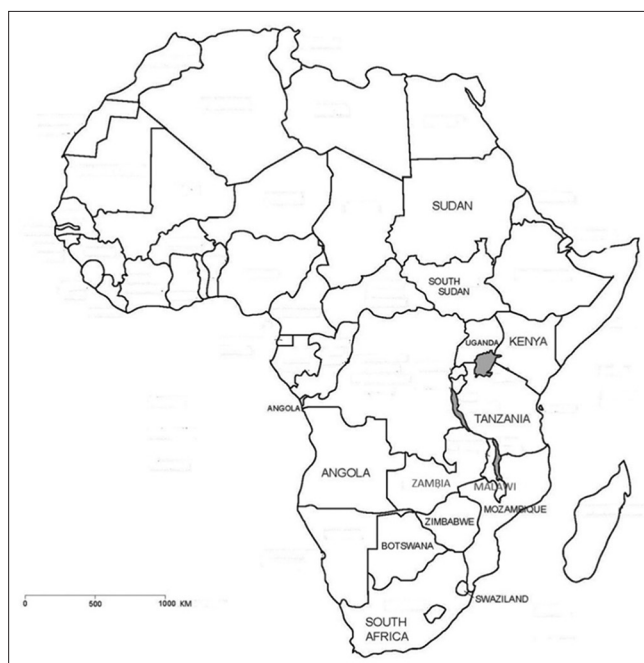 SUDAN
SOUTH
SUDAN
UGANDA
KENYA
TANZANIA
ANGOLA
ANGOLA
ZAMBIA
MALAWI
MOZAMBIQUE
ZIMBABWE
BOTSWANA
SWAZILAND
SOUTH
AFRICA
0 500 1000 KM